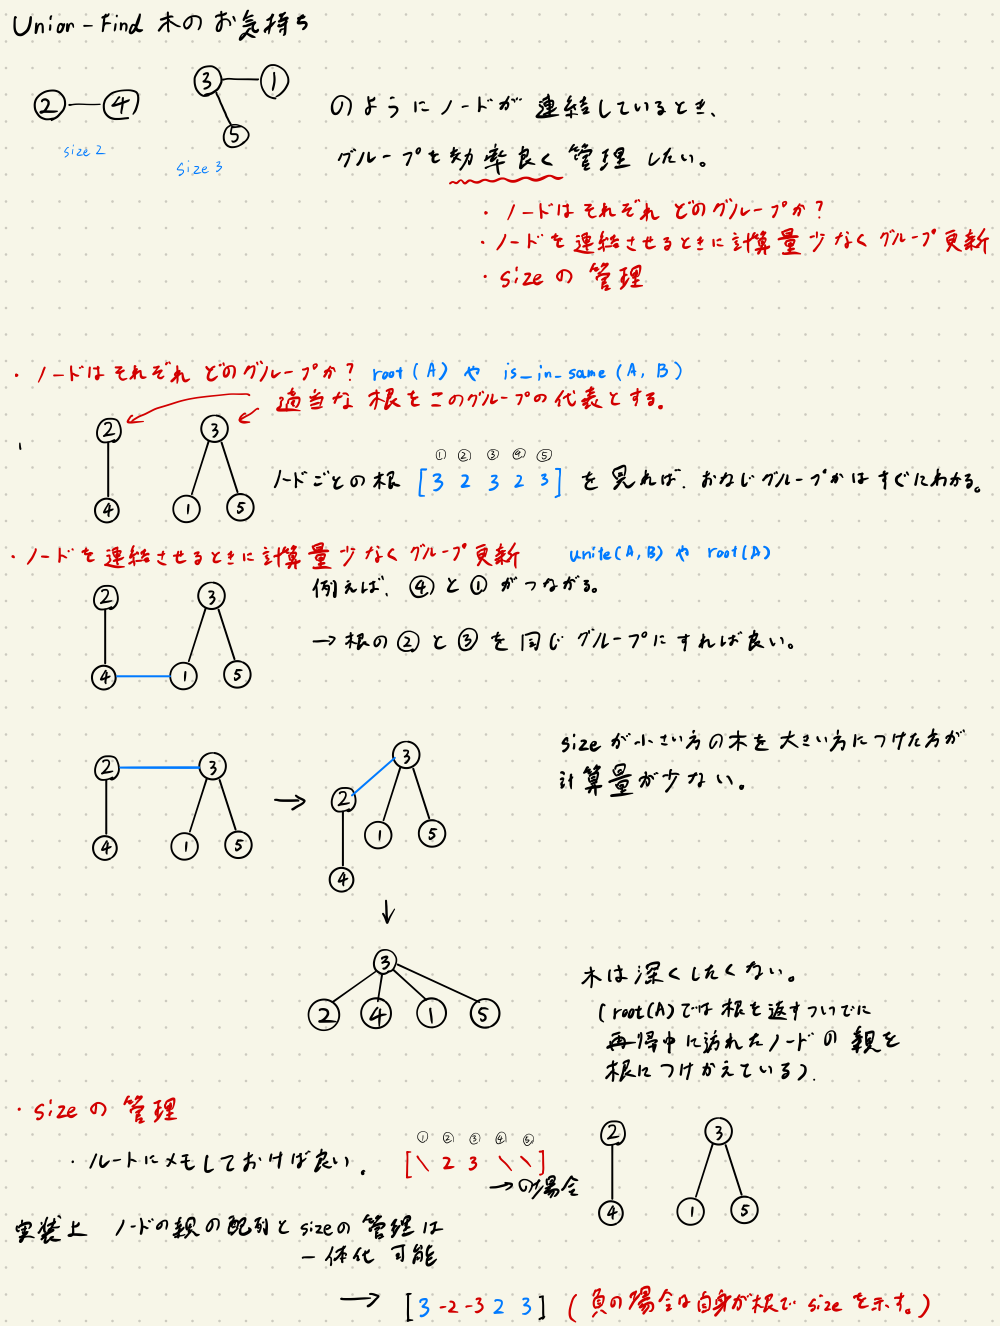 Union-Find 木のお気持ち
② ④ ③ ① ⑤
size 2
size 3
のようにノードが連結しているとき、
グループを効率良く管理したい。
・ノードはそれぞれどのグループか?
・ノードを連結させるときに計算量少なくグループ更新
・sizeの管理
・ノードはそれぞれどのグループか? root(A) や is_in_same(A, B)
適当な根をこのグループの代表とする。
② ③
④ ① ⑤
① ② ③ ④ ⑤
ノードごとの根 [3 2 3 2 3] を見れば、おなじグループかはすぐにわかる。
・ノードを連結させるときに計算量少なくグループ更新 unite(A,B) や root(A)
例えば、④と①がつながる。
② ③
→根の②と③を同じグループにすれば良い。
④ ① ⑤
sizeが小さい方の木を大きい方につけた方が
計算量が少ない。
② ③ → ③
② ① ⑤
④ ① ⑤
④
↓
③
② ④ ① ⑤
木は深くしたくない。
(root(A)では根を返すついでに
再帰中に訪れたノードの親を
根につけかえている).
・sizeの管理
① ② ③ ④ ⑤
・ルートにメモしておけば良い. [\ 2 3 \ \]
→の場合
② ③
④ ① ⑤
実装上 ノードの親の配列とsizeの管理は
一体化可能
→ [3 -2 -3 2 3] (負の場合は自身が根でsizeを示す。)